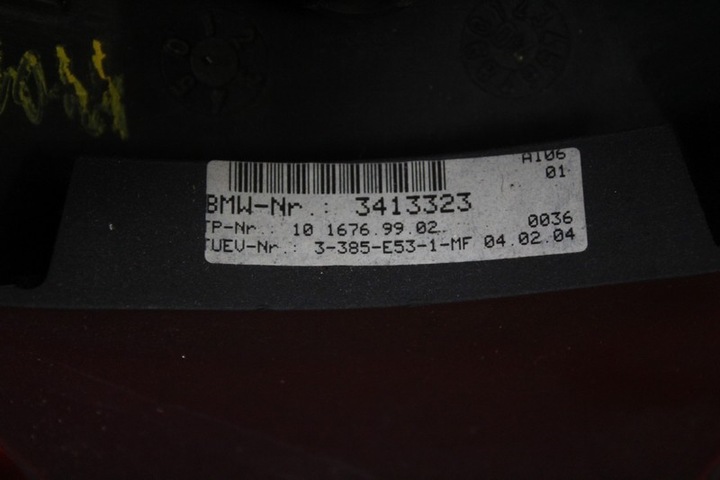 AI06
01
BMW-Nr.: 3413323
TP-Nr.: 10 1676.99.02. 0036
TUEV-Nr.: 3-385-E53-1-MF 04.02.04